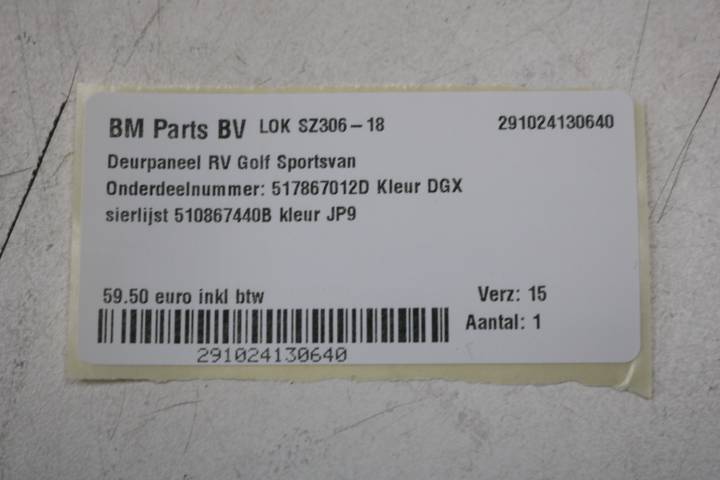 BM Parts BV LOK SZ306-18 291024130640
Deurpaneel RV Golf Sportsvan
Onderdeelnummer: 517867012D Kleur DGX
sierlijst 510867440B kleur JP9
59.50 euro inkl btw Verz: 15
Aantal: 1
291024130640